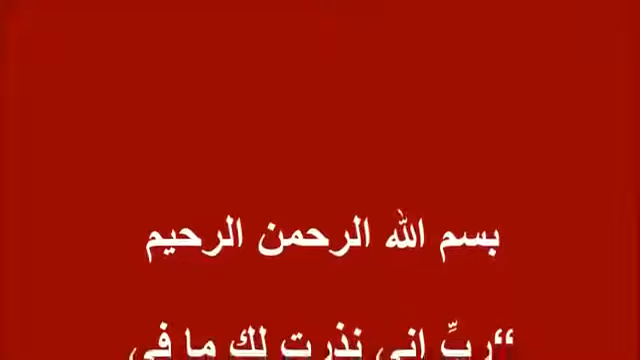 بسم الله الرحمن الرحيم
“ربِّ اني نذرت لك ما في